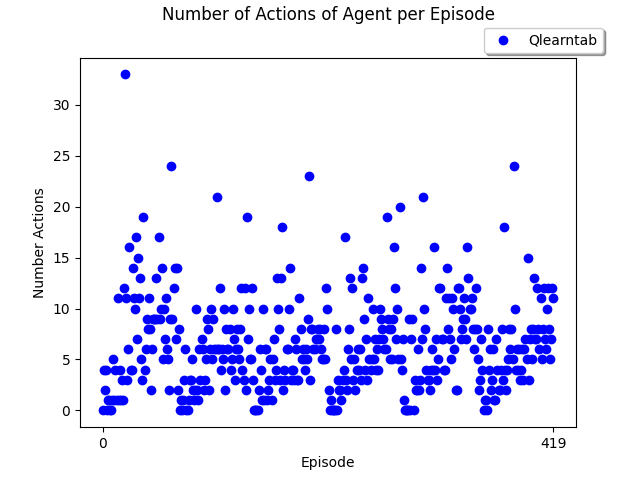 Number of Actions of Agent per Episode
Qlearntab
30
25
20
15
10
5
0
Number Actions
0
419
Episode